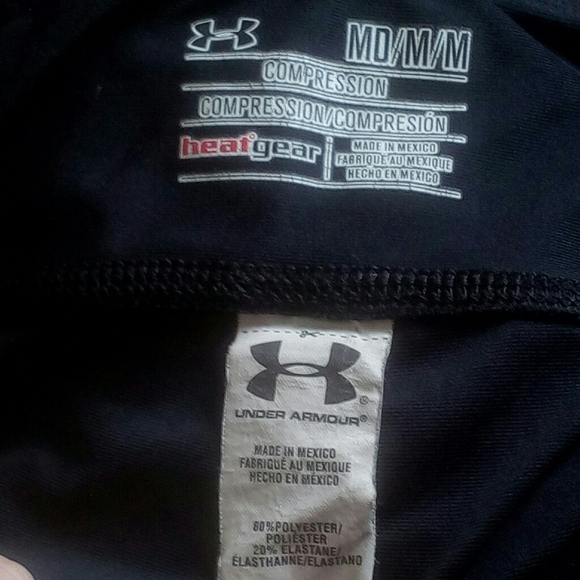 MD/M/M
COMPRESSION
COMPRESSION/COMPRESIÓN
heatgear
MADE IN MEXICO
FABRIQUÉ AU MEXIQUE
HECHO EN MÉXICO
UNDER ARMOUR®
MADE IN MEXICO
FABRIQUÉ AU MEXIQUE
HECHO EN MÉXICO
80%POLYESTER/
POLIÉSTER
20% ELASTANE/
ÉLASTHANNE/ELASTANO